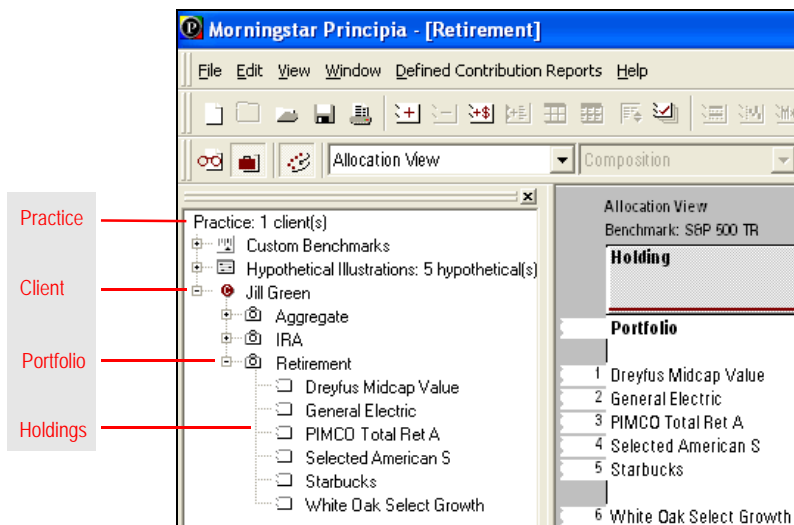 Morningstar Principia - [Retirement]
File Edit View Window Defined Contribution Reports Help
Allocation View Composition
Practice
Client
Portfolio
Holdings
Practice: 1 client(s)
Custom Benchmarks
Hypothetical Illustrations: 5 hypothetical(s)
Jill Green
Aggregate
IRA
Retirement
Dreyfus Midcap Value
General Electric
PIMCO Total Ret A
Selected American S
Starbucks
White Oak Select Growth
Allocation View
Benchmark: S&P 500 TR
Holding
Portfolio
1 Dreyfus Midcap Value
2 General Electric
3 PIMCO Total Ret A
4 Selected American S
5 Starbucks
6 White Oak Select Growth